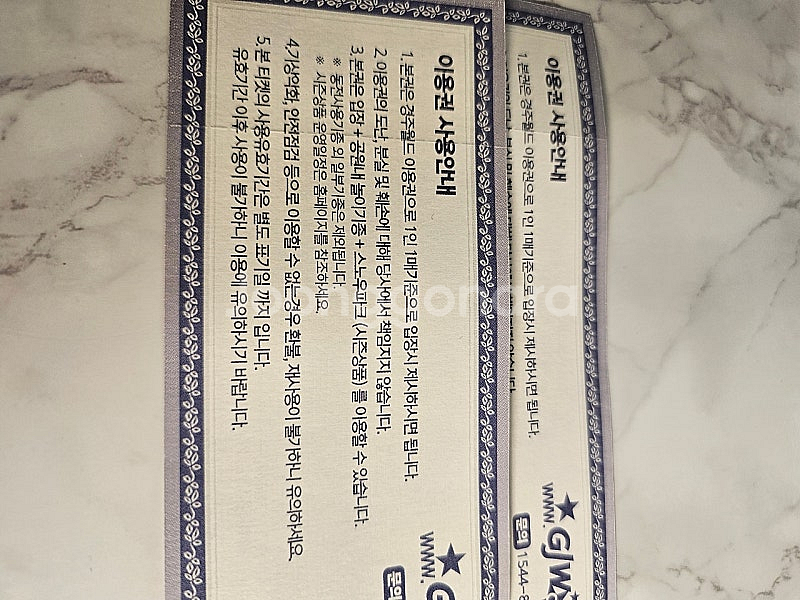 이용권 사용안내
1. 본권은 경주월드 이용권으로 1인 1매기준으로 입장시 제시하시면 됩니다.
2. 이용권의 도난, 분실 및 훼손에 대해 당사에서 책임지지 않습니다.
3. 본권은 입장 + 공원내 놀이기종 + 스노우파크 (시즌상품) 를 이용할 수 있습니다.
※ 동전사용기종 외 일부기종은 제외됩니다.
※ 시즌상품 운영일정은 홈페이지를 참조하세요.
4.기상악화, 안전점검 등으로 이용할 수 없는 경우 환불, 재사용이 불가하니 유의하세요.
5.본 티켓의 사용유효기간은 별도 표기일 까지 입니다.
유효기간 이후 사용이 불가하니 이용에 유의하시기 바랍니다.
WWW.G
문의
이용권 사용안내
1. 본권은 경주월드 이용권으로 1인 1매기준으로 입장시 제시하시면 됩니다.
WWW.GJW
문의 1544-8